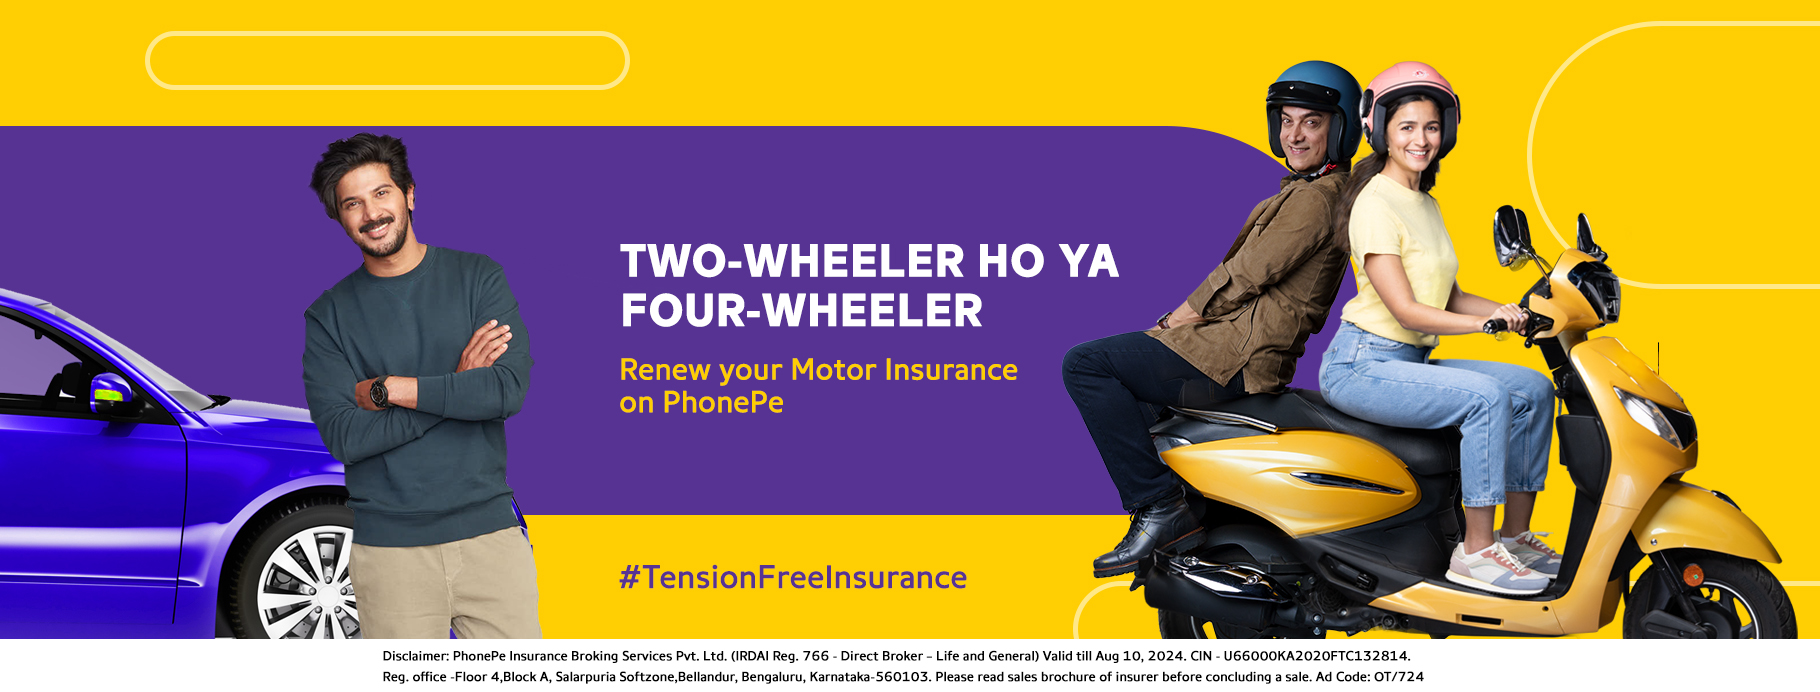 TWO-WHEELER HO YA
FOUR-WHEELER
Renew your Motor Insurance
on PhonePe
#TensionFreeInsurance
Disclaimer: PhonePe Insurance Broking Services Pvt. Ltd. (IRDAI Reg. 766 - Direct Broker – Life and General) Valid till Aug 10, 2024. CIN - U66000KA2020FTC132814.
Reg. office -Floor 4,Block A, Salarpuria Softzone,Bellandur, Bengaluru, Karnataka-560103. Please read sales brochure of insurer before concluding a sale. Ad Code: OT/724